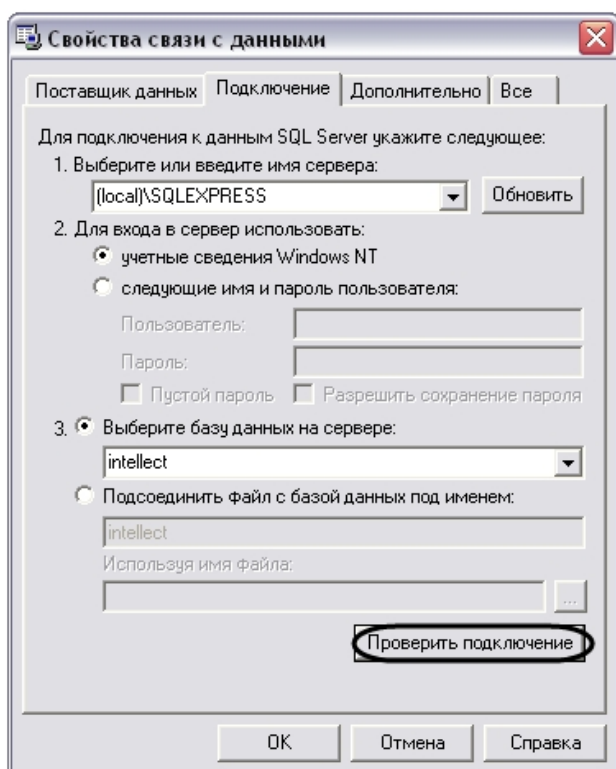 Свойства связи с данными
Поставщик данных Подключение Дополнительно Все
Для подключения к данным SQL Server укажите следующее:
1. Выберите или введите имя сервера:
(local)\SQLEXPRESS Обновить
2. Для входа в сервер использовать:
учетные сведения Windows NT
следующие имя и пароль пользователя:
Пользователь:
Пароль:
Пустой пароль Разрешить сохранение пароля
3. Выберите базу данных на сервере:
intellect
Подсоединить файл с базой данных под именем:
intellect
Используя имя файла:
...
Проверить подключение
OK Отмена Справка